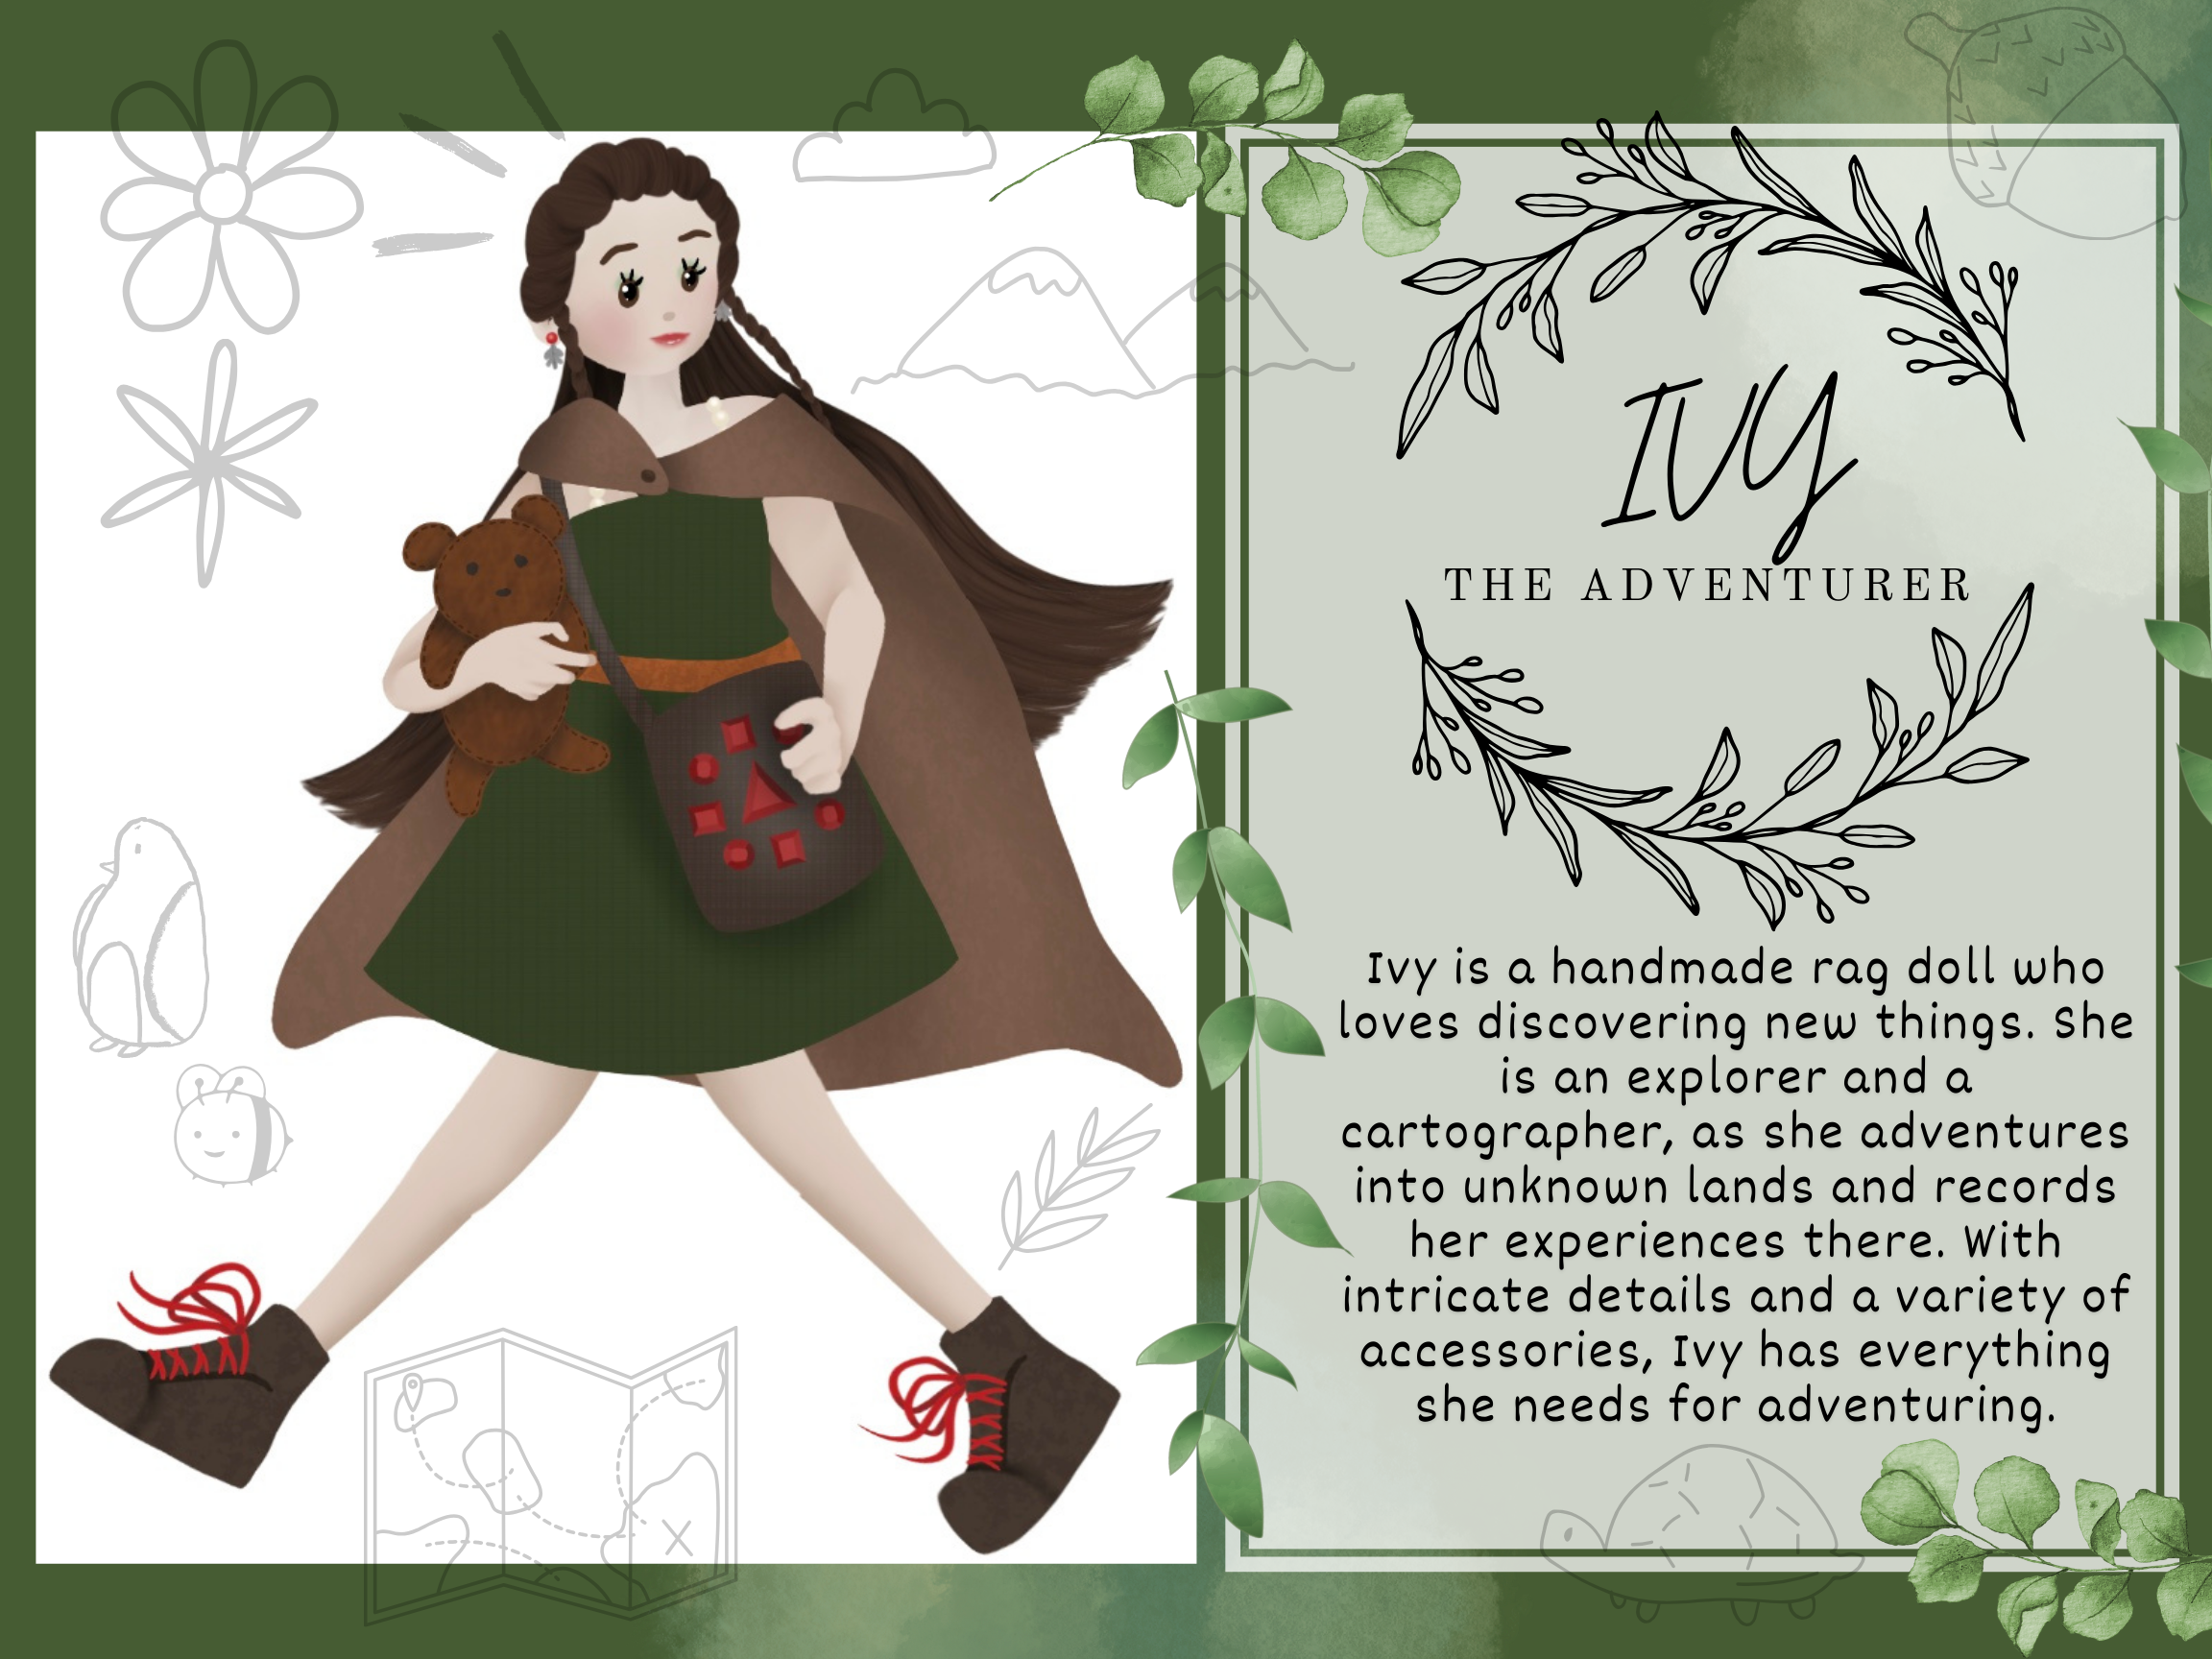 Ivy
THE ADVENTURER
Ivy is a handmade rag doll who
loves discovering new things. She
is an explorer and a
cartographer, as she adventures
into unknown lands and records
her experiences there. With
intricate details and a variety of
accessories, Ivy has everything
she needs for adventuring.